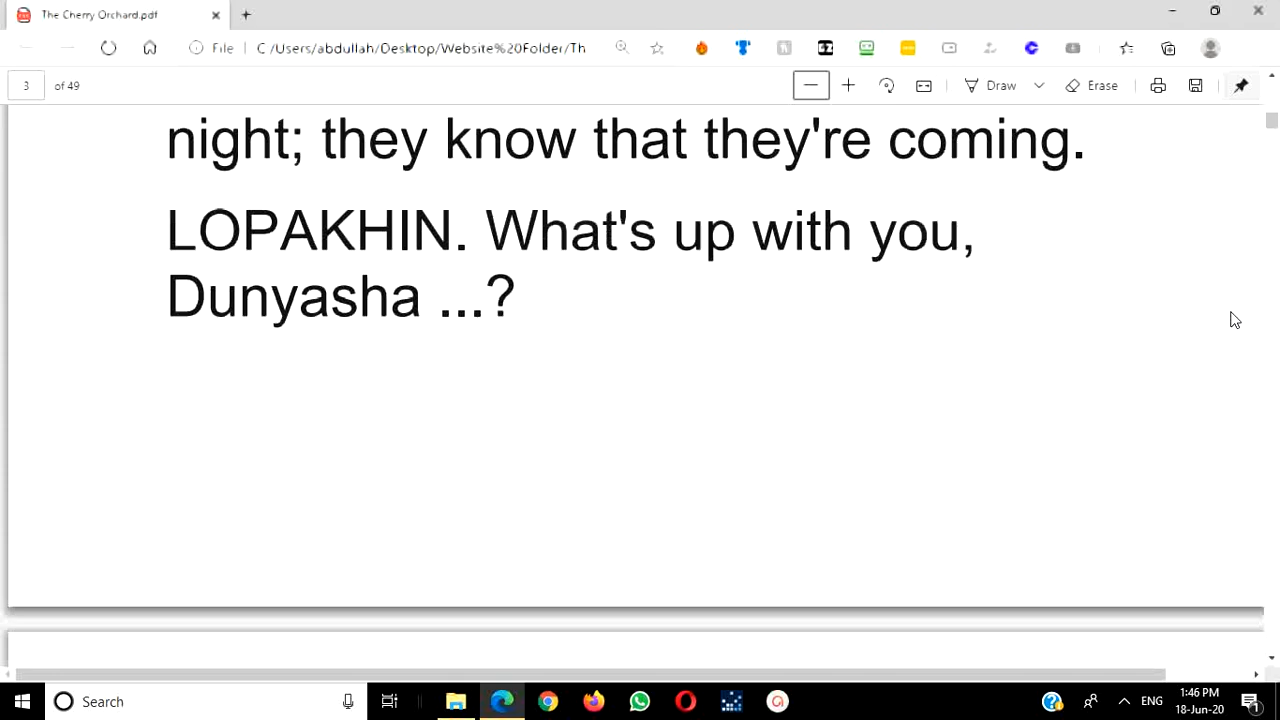 The Cherry Orchard.pdf
File
C /Users/abdullah/Desktop/Website%20Folder/Th
3 of 49
Draw
Erase
night; they know that they're coming.
LOPAKHIN. What's up with you,
Dunyasha ...?
Search
ENG
1:46 PM
18-Jun-20
1